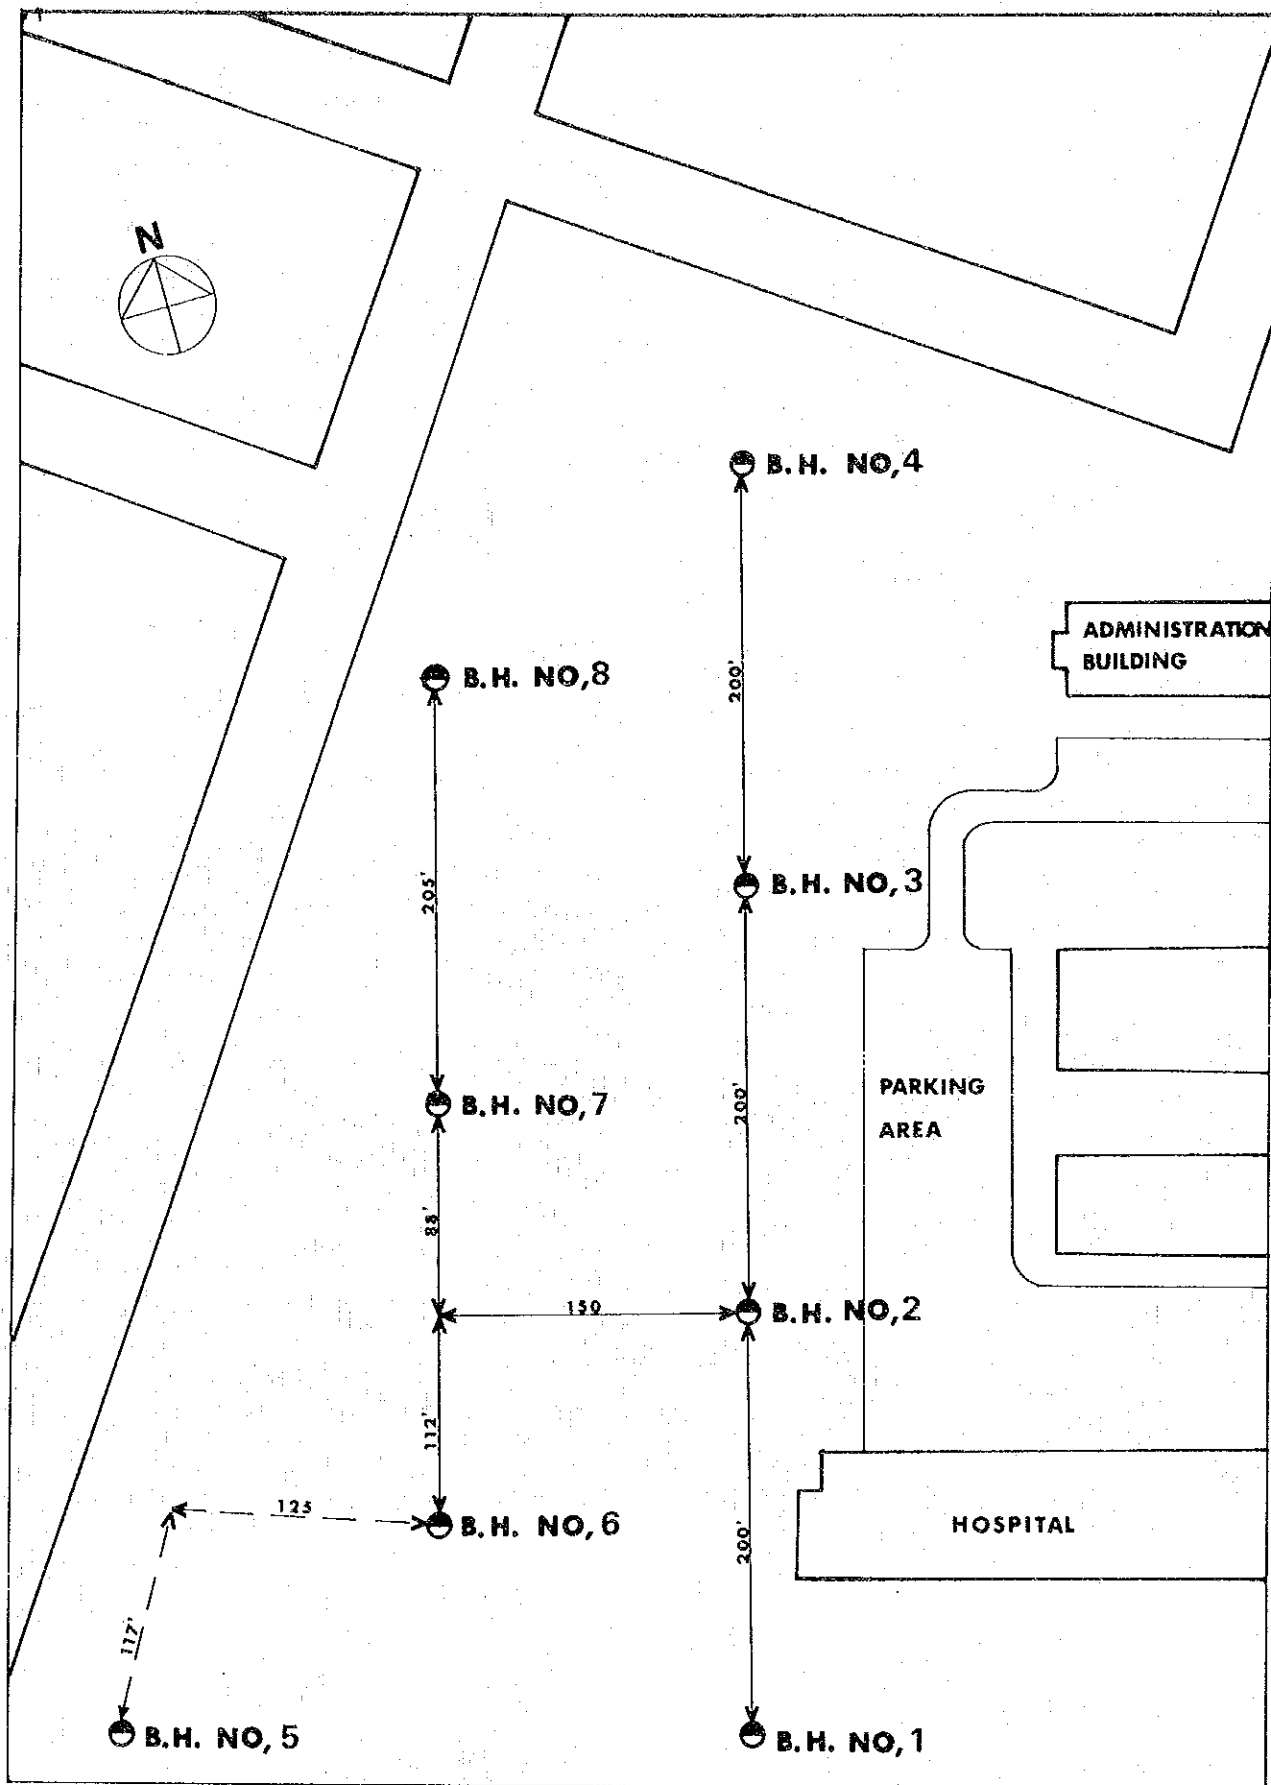 N
B.H. NO,4
ADMINISTRATION
BUILDING
200'
B.H. NO,8
205'
B.H. NO,3
PARKING
AREA
200'
B.H. NO,7
88'
150
B.H. NO,2
112'
125
B.H. NO,6
HOSPITAL
200'
117'
B.H. NO,5
B.H. NO,1